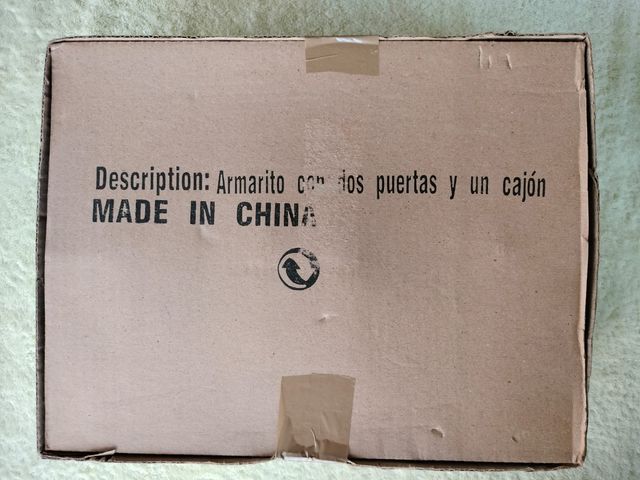 Description: Armarito con dos puertas y un cajón
MADE IN CHINA